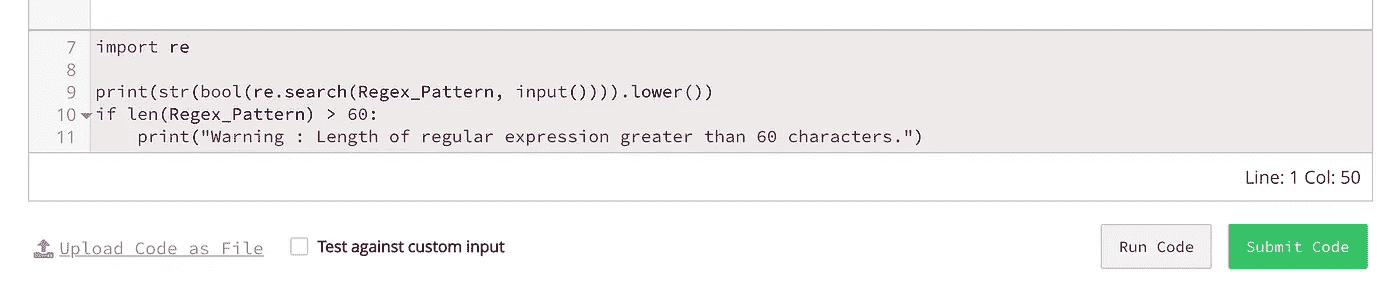 7 import re
8
9 print(str(bool(re.search(Regex_Pattern, input()))).lower())
10 if len(Regex_Pattern) > 60:
11     print("Warning : Length of regular expression greater than 60 characters.")
Line: 1 Col: 50
Upload Code as File Test against custom input Run Code Submit Code